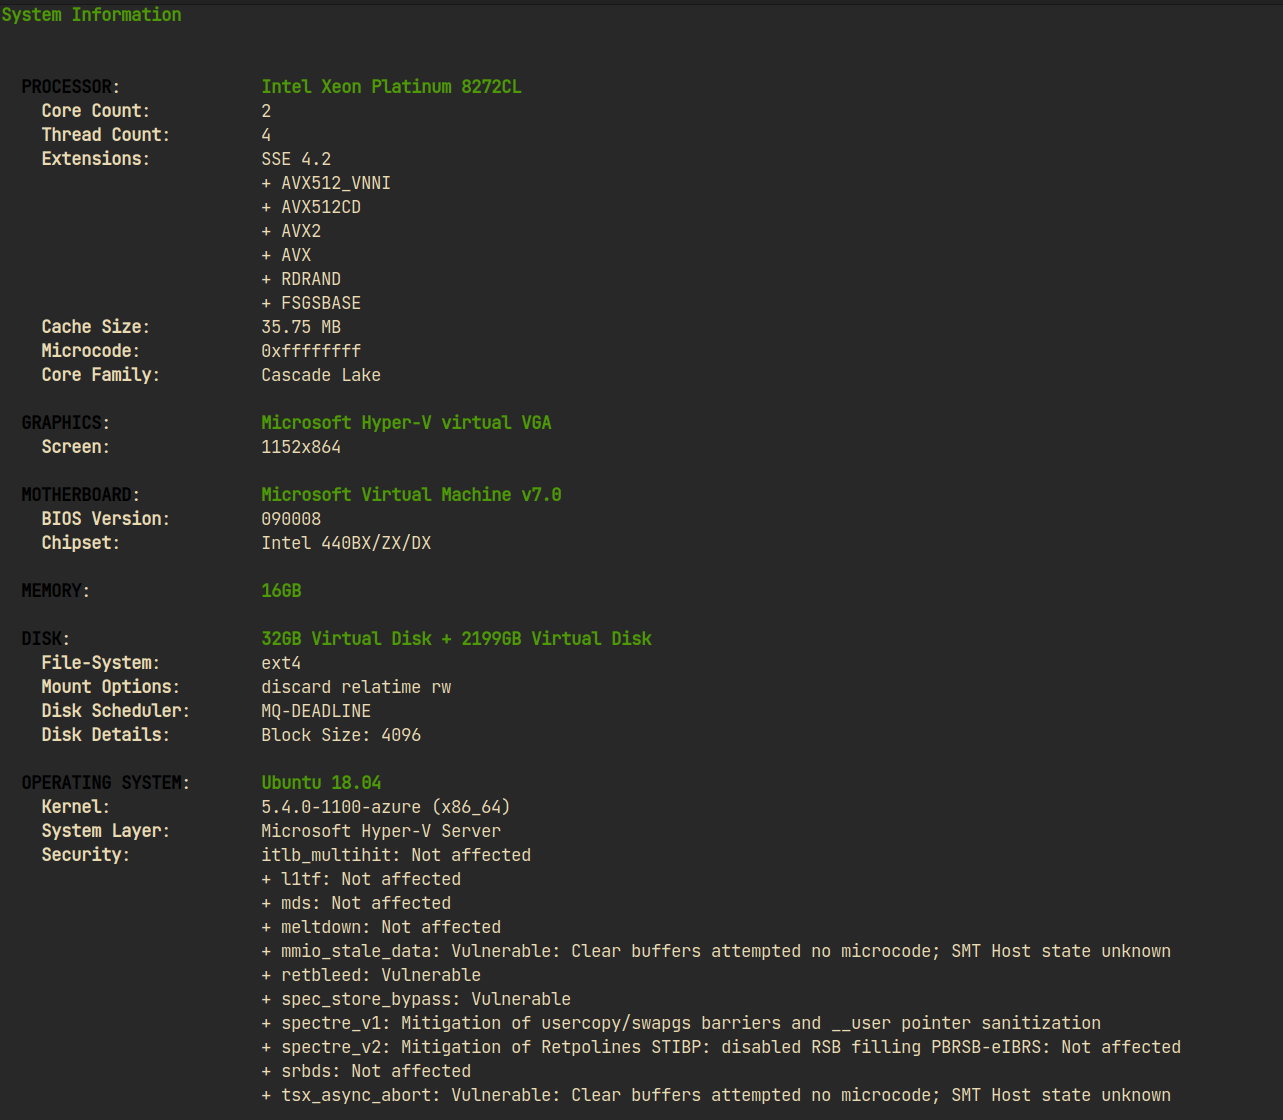 System Information
PROCESSOR: Intel Xeon Platinum 8272CL
Core Count: 2
Thread Count: 4
Extensions: SSE 4.2
+ AVX512_VNNI
+ AVX512CD
+ AVX2
+ AVX
+ RDRAND
+ FSGSBASE
Cache Size: 35.75 MB
Microcode: 0xffffffff
Core Family: Cascade Lake
GRAPHICS: Microsoft Hyper-V virtual VGA
Screen: 1152x864
MOTHERBOARD: Microsoft Virtual Machine v7.0
BIOS Version: 090008
Chipset: Intel 440BX/ZX/DX
MEMORY: 16GB
DISK: 32GB Virtual Disk + 2199GB Virtual Disk
File-System: ext4
Mount Options: discard relatime rw
Disk Scheduler: MQ-DEADLINE
Disk Details: Block Size: 4096
OPERATING SYSTEM: Ubuntu 18.04
Kernel: 5.4.0-1100-azure (x86_64)
System Layer: Microsoft Hyper-V Server
Security: itlb_multihit: Not affected
+ l1tf: Not affected
+ mds: Not affected
+ meltdown: Not affected
+ mmio_stale_data: Vulnerable: Clear buffers attempted no microcode; SMT Host state unknown
+ retbleed: Vulnerable
+ spec_store_bypass: Vulnerable
+ spectre_v1: Mitigation of usercopy/swapgs barriers and __user pointer sanitization
+ spectre_v2: Mitigation of Retpolines STIBP: disabled RSB filling PBRSB-eIBRS: Not affected
+ srbds: Not affected
+ tsx_async_abort: Vulnerable: Clear buffers attempted no microcode; SMT Host state unknown